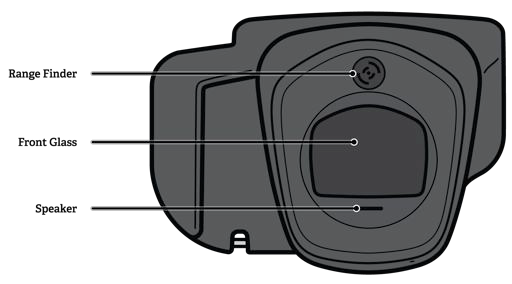 Range Finder
Front Glass
Speaker